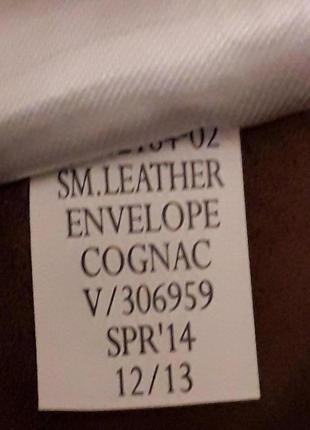 SM.LEATHER
ENVELOPE
COGNAC
V/306959
SPR'14
12/13